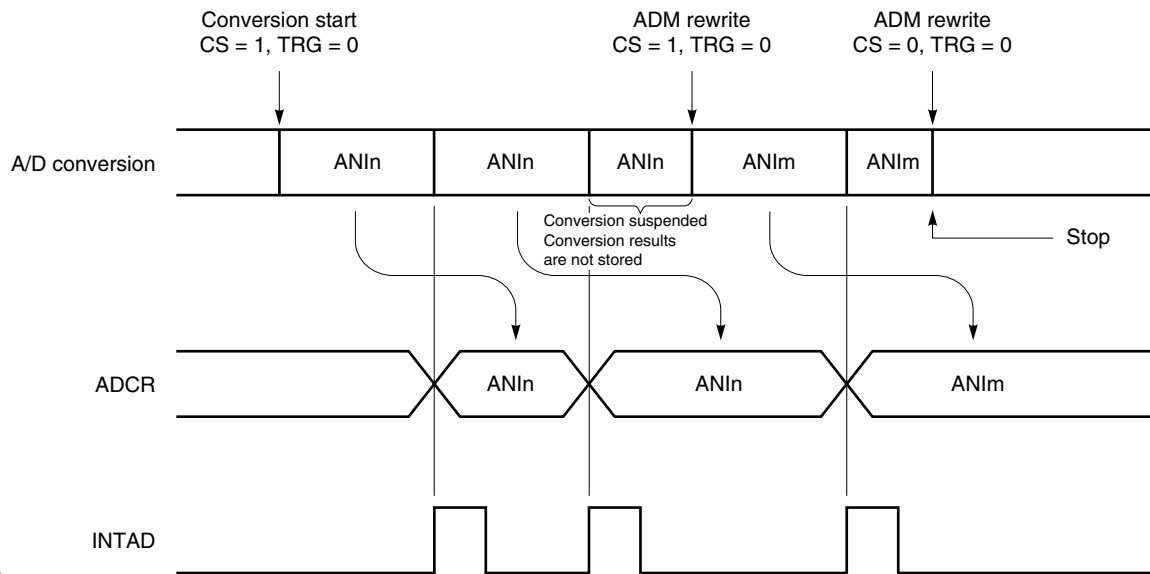 Conversion start
CS = 1, TRG = 0
ADM rewrite
CS = 1, TRG = 0
ADM rewrite
CS = 0, TRG = 0
A/D conversion
ANIn
ANIn
ANIn
ANIm
ANIm
Conversion suspended
Conversion results
are not stored
Stop
ADCR
ANIn
ANIn
ANIm
INTAD